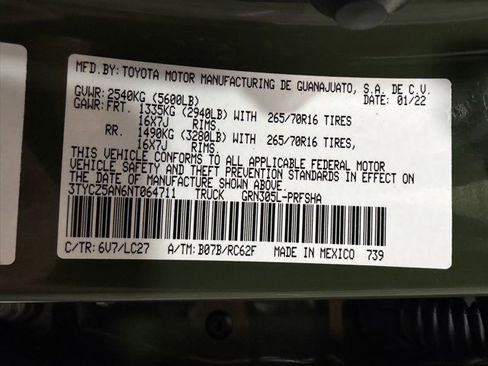 MFD.BY: TOYOTA MOTOR MANUFACTURING DE GUANAJUATO, S.A. DE C.V.
GVWR: 2540KG (5600LB) DATE: 01/22
GAWR: FRT. 1335KG (2940LB) WITH 265/70R16 TIRES
16X7J RIMS.
RR. 1490KG (3280LB) WITH 265/70R16 TIRES,
16X7J RIMS.
THIS VEHICLE CONFORMS TO ALL APPLICABLE FEDERAL MOTOR
VEHICLE SAFETY AND THEFT PREVENTION STANDARDS IN EFFECT ON
THE DATE OF MANUFACTURE SHOWN ABOVE.
3TYCZ5AN6NT064711 TRUCK GRN305L-PRFSHA
C/TR: 6V7/LC27 A/TM: B07B/RC62F MADE IN MEXICO 739